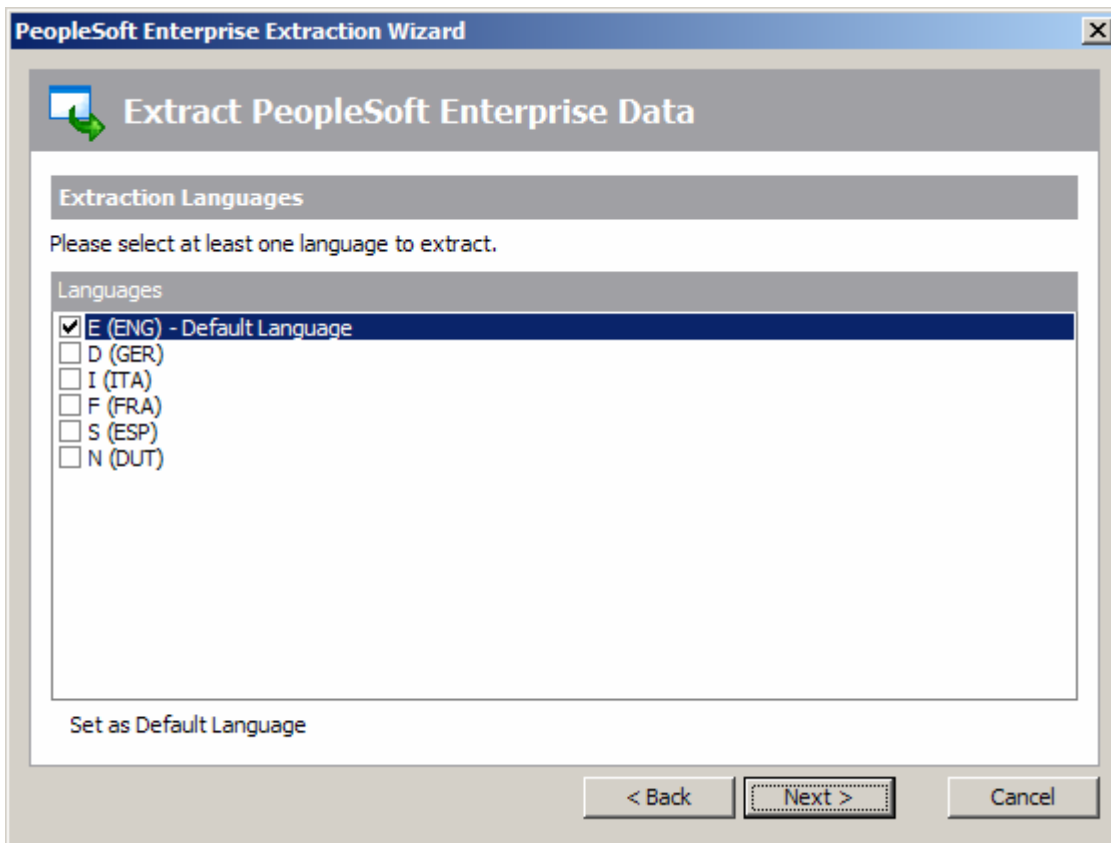 PeopleSoft Enterprise Extraction Wizard
Extract PeopleSoft Enterprise Data
Extraction Languages
Please select at least one language to extract.
Languages
E (ENG) - Default Language
D (GER)
I (ITA)
F (FRA)
S (ESP)
N (DUT)
Set as Default Language
< Back Next > Cancel